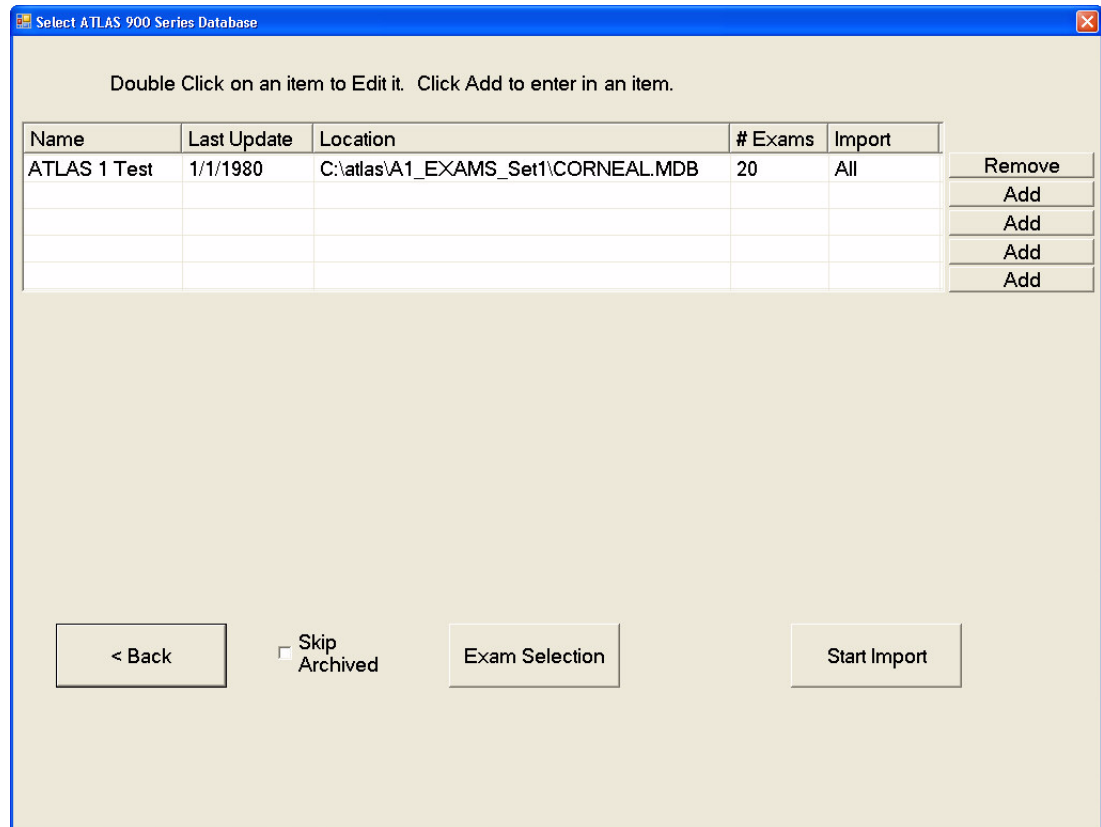 Select ATLAS 900 Series Database
Double Click on an item to Edit it. Click Add to enter in an item.
Name Last Update Location # Exams Import
ATLAS 1 Test 1/1/1980 C:\atlas\A1_EXAMS_Set1\CORNEAL.MDB 20 All Remove
Add
Add
Add
Add
< Back Skip Archived Exam Selection Start Import